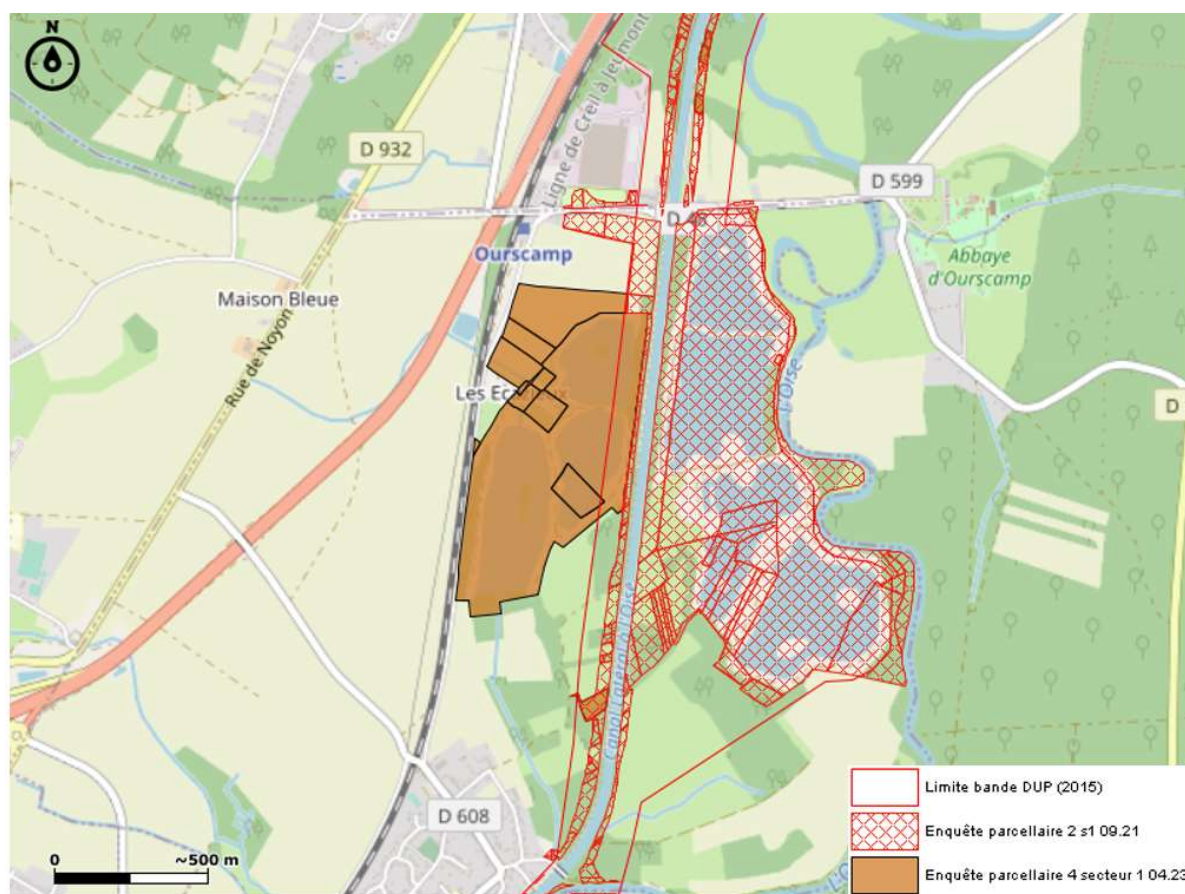 N
Ligne de Creil à Jeumont
D 932
D 599
D 48
Ourscamp
Abbaye
d'Ourscamp
Maison Bleue
Rue de Noyon
L'Oise
Les
D
Canal Latéral à l'Oise
D 608
0
~500 m
Limite bande DUP (2015)
Enquête parcellaire 2 s1 09.21
Enquête parcellaire 4 secteur 1 04.23